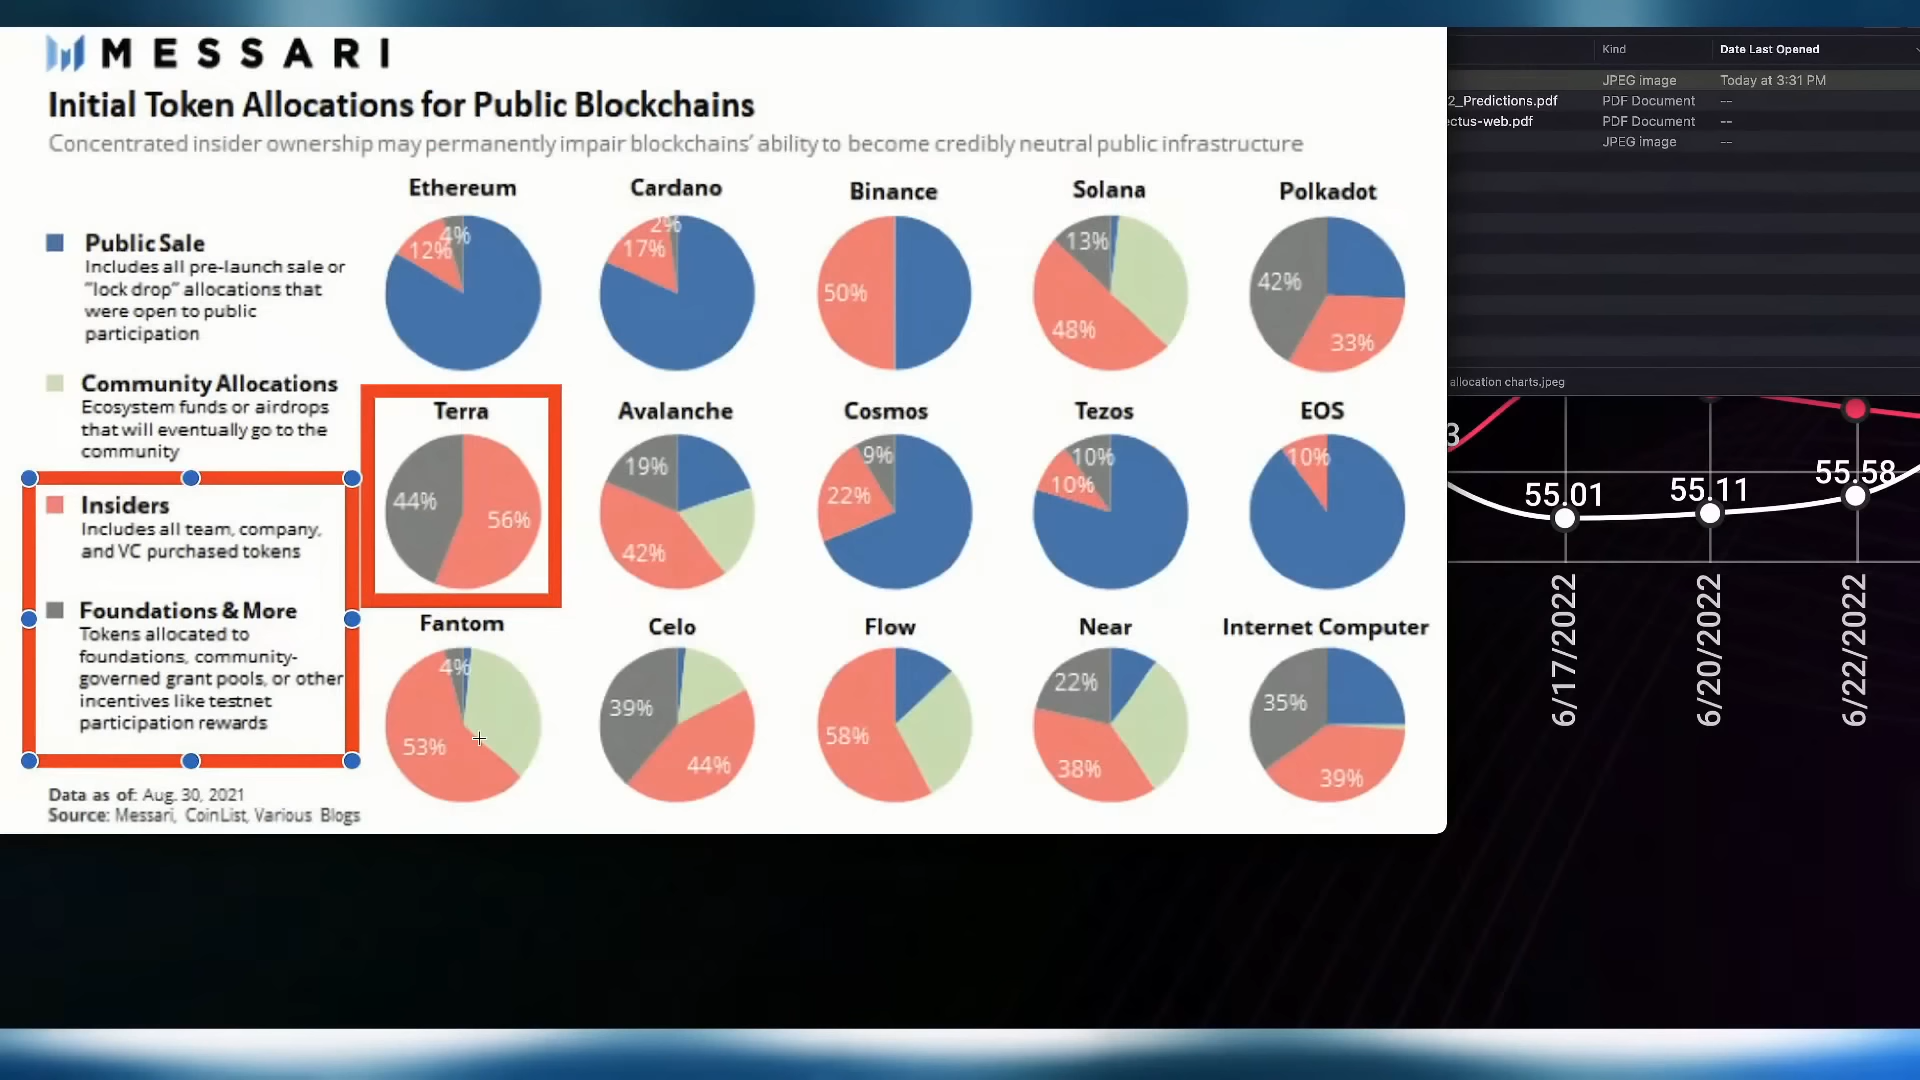 MESSARI
Initial Token Allocations for Public Blockchains
Concentrated insider ownership may permanently impair blockchains' ability to become credibly neutral public infrastructure
Public Sale
Includes all pre-launch sale or
"lock drop" allocations that
were open to public
participation
Community Allocations
Ecosystem funds or airdrops
that will eventually go to the
community
Insiders
Includes all team, company,
and VC purchased tokens
Foundations & More
Tokens allocated to
foundations, community-
governed grant pools, or other
incentives like testnet
participation rewards
Data as of: Aug. 30, 2021
Source: Messari, CoinList, Various Blogs
Ethereum
4%
12%
Cardano
2%
17%
Binance
50%
Solana
13%
48%
Polkadot
42%
33%
Terra
44%
56%
Avalanche
19%
42%
Cosmos
9%
22%
Tezos
10%
10%
EOS
10%
Fantom
4%
53%
Celo
39%
44%
Flow
58%
Near
22%
38%
Internet Computer
35%
39%
Kind
Date Last Opened
JPEG image
Today at 3:31 PM
2_Predictions.pdf
PDF Document
--
ectus-web.pdf
PDF Document
--
JPEG image
--
allocation charts.jpeg
3
55.01
55.11
55.58
6/17/2022
6/20/2022
6/22/2022